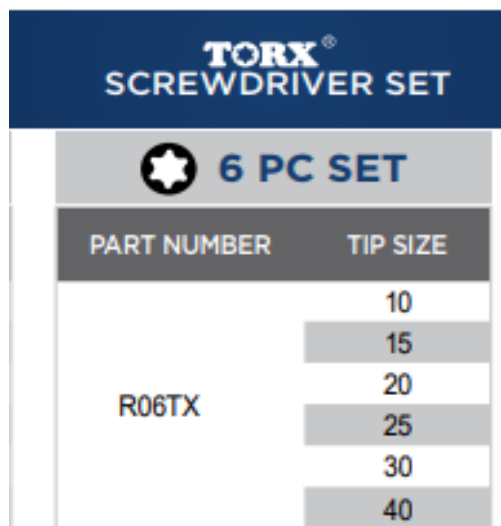 TORX®
SCREWDRIVER SET
6 PC SET
PART NUMBER TIP SIZE
10
15
20
R06TX
25
30
40